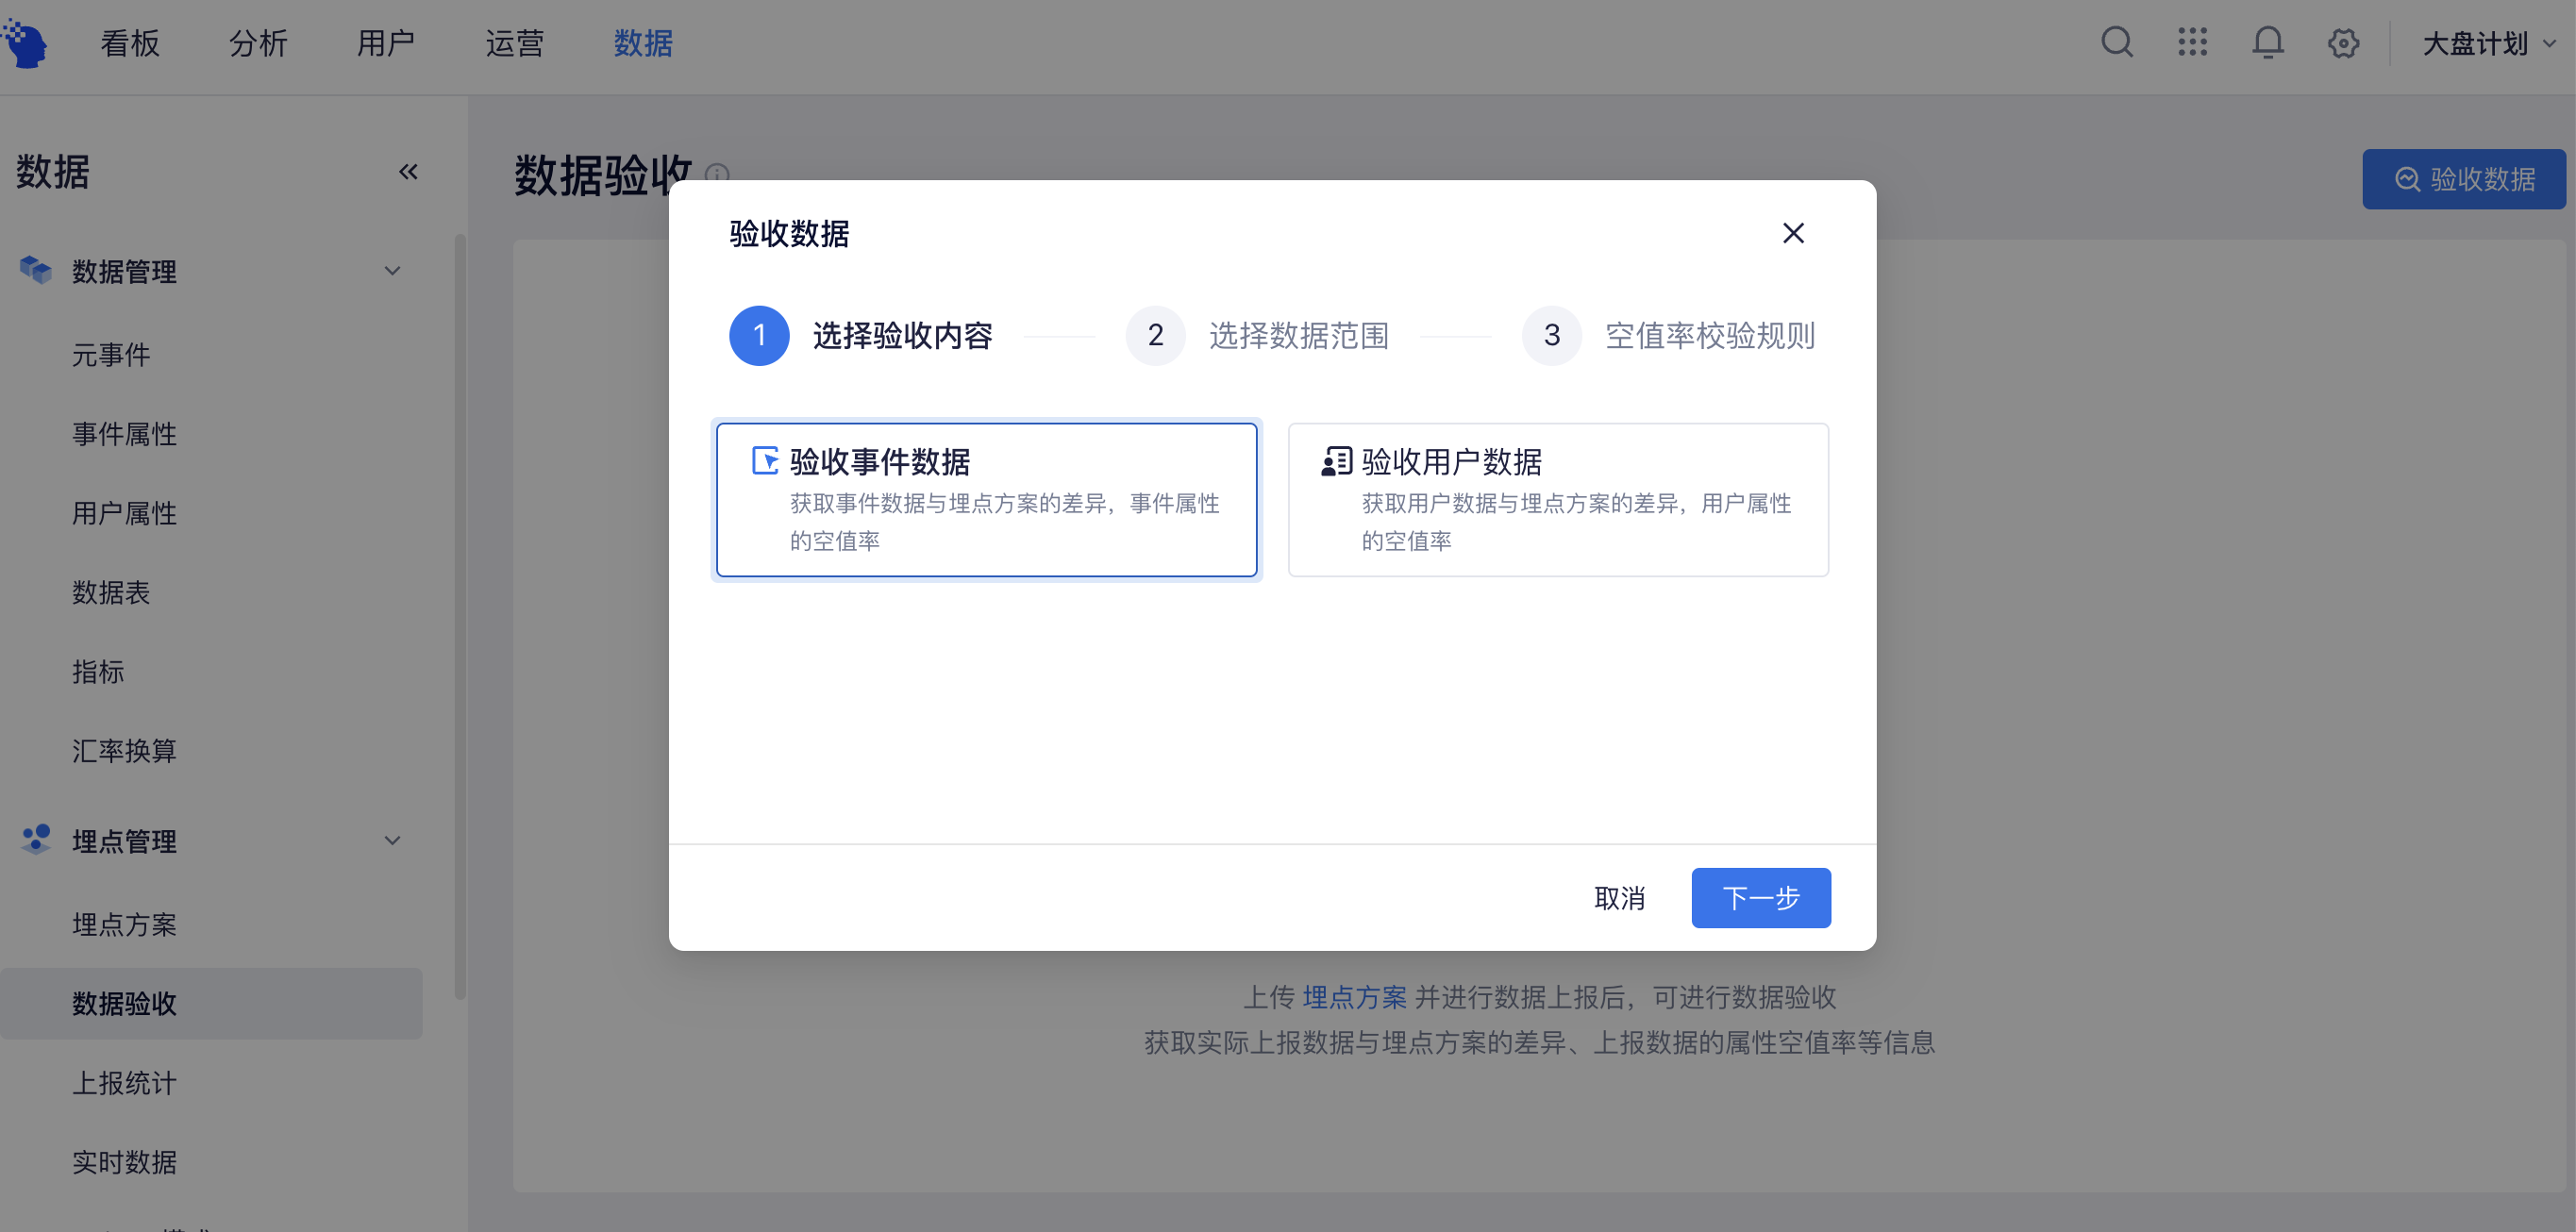 看板
分析
用户
运营
数据
大盘计划
数据
数据管理
元事件
事件属性
用户属性
数据表
指标
汇率换算
埋点管理
埋点方案
数据验收
上报统计
实时数据
数据验收
验收数据
验收数据
1 选择验收内容
2 选择数据范围
3 空值率校验规则
验收事件数据
获取事件数据与埋点方案的差异，事件属性
的空值率
验收用户数据
获取用户数据与埋点方案的差异，用户属性
的空值率
取消
下一步
上传 埋点方案 并进行数据上报后，可进行数据验收
获取实际上报数据与埋点方案的差异、上报数据的属性空值率等信息